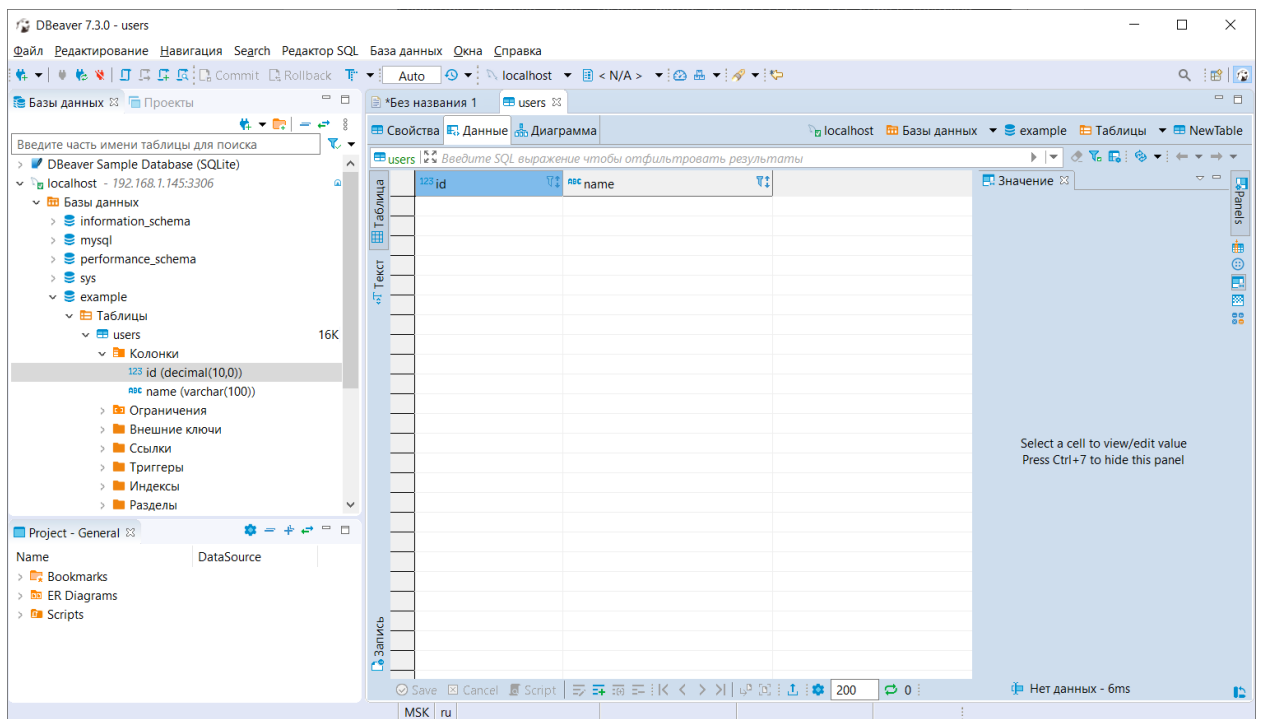 DBeaver 7.3.0 - users
Файл Редактирование Навигация Search Редактор SQL База данных Окна Справка
Commit Rollback Auto localhost < N/A >
Базы данных Проекты
Введите часть имени таблицы для поиска
DBeaver Sample Database (SQLite)
localhost - 192.168.1.145:3306
Базы данных
information_schema
mysql
performance_schema
sys
example
Таблицы
users 16K
Колонки
123 id (decimal(10,0))
ABC name (varchar(100))
Ограничения
Внешние ключи
Ссылки
Триггеры
Индексы
Разделы
Project - General
Name DataSource
Bookmarks
ER Diagrams
Scripts
*Без названия 1 users
Свойства Данные Диаграмма localhost Базы данных example Таблицы NewTable
users Введите SQL выражение чтобы отфильтровать результаты
Таблица
Текст
Запись
123 id ABC name
Значение
Panels
Select a cell to view/edit value
Press Ctrl+7 to hide this panel
Save Cancel Script 200 0 Нет данных - 6ms
MSK ru